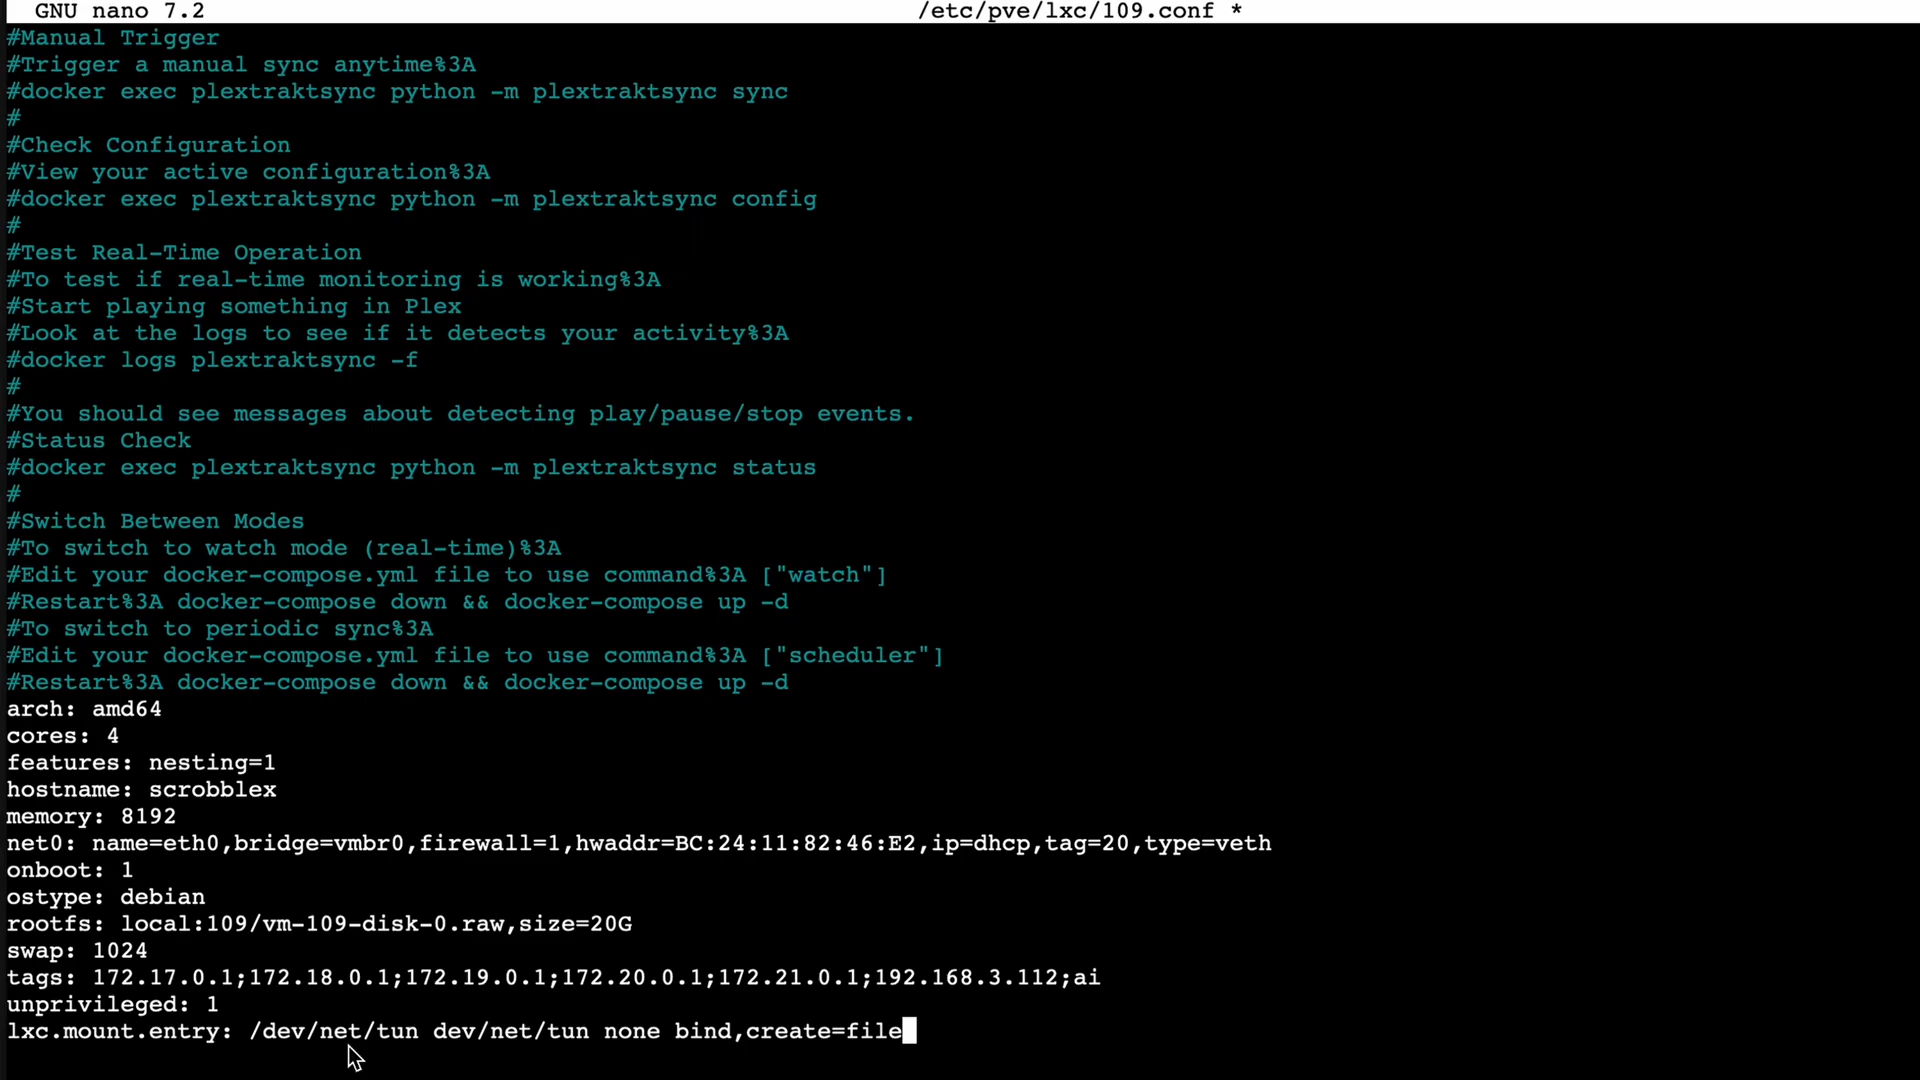 GNU nano 7.2 /etc/pve/lxc/109.conf *
#Manual Trigger
#Trigger a manual sync anytime%3A
#docker exec plextraktsync python -m plextraktsync sync
#
#Check Configuration
#View your active configuration%3A
#docker exec plextraktsync python -m plextraktsync config
#
#Test Real-Time Operation
#To test if real-time monitoring is working%3A
#Start playing something in Plex
#Look at the logs to see if it detects your activity%3A
#docker logs plextraktsync -f
#
#You should see messages about detecting play/pause/stop events.
#Status Check
#docker exec plextraktsync python -m plextraktsync status
#
#Switch Between Modes
#To switch to watch mode (real-time)%3A
#Edit your docker-compose.yml file to use command%3A ["watch"]
#Restart%3A docker-compose down && docker-compose up -d
#To switch to periodic sync%3A
#Edit your docker-compose.yml file to use command%3A ["scheduler"]
#Restart%3A docker-compose down && docker-compose up -d
arch: amd64
cores: 4
features: nesting=1
hostname: scrobblex
memory: 8192
net0: name=eth0,bridge=vmbr0,firewall=1,hwaddr=BC:24:11:82:46:E2,ip=dhcp,tag=20,type=veth
onboot: 1
ostype: debian
rootfs: local:109/vm-109-disk-0.raw,size=20G
swap: 1024
tags: 172.17.0.1;172.18.0.1;172.19.0.1;172.20.0.1;172.21.0.1;192.168.3.112;ai
unprivileged: 1
lxc.mount.entry: /dev/net/tun dev/net/tun none bind,create=file